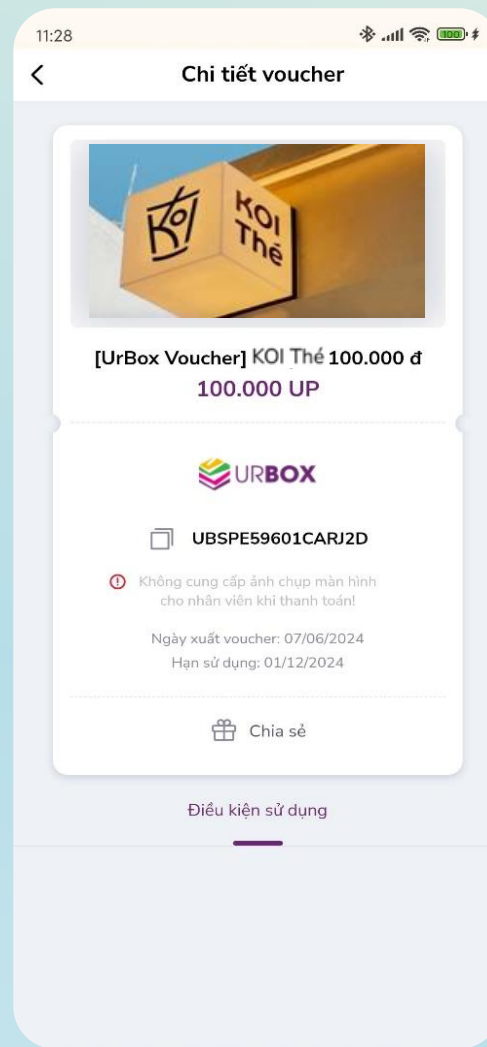 11:28
100
Chi tiết voucher
KOI
KOI
Thé
[UrBox Voucher] KOI Thé 100.000 đ
100.000 UP
URBOX
UBSPE59601CARJ2D
Không cung cấp ảnh chụp màn hình
cho nhân viên khi thanh toán!
Ngày xuất voucher: 07/06/2024
Hạn sử dụng: 01/12/2024
Chia sẻ
Điều kiện sử dụng